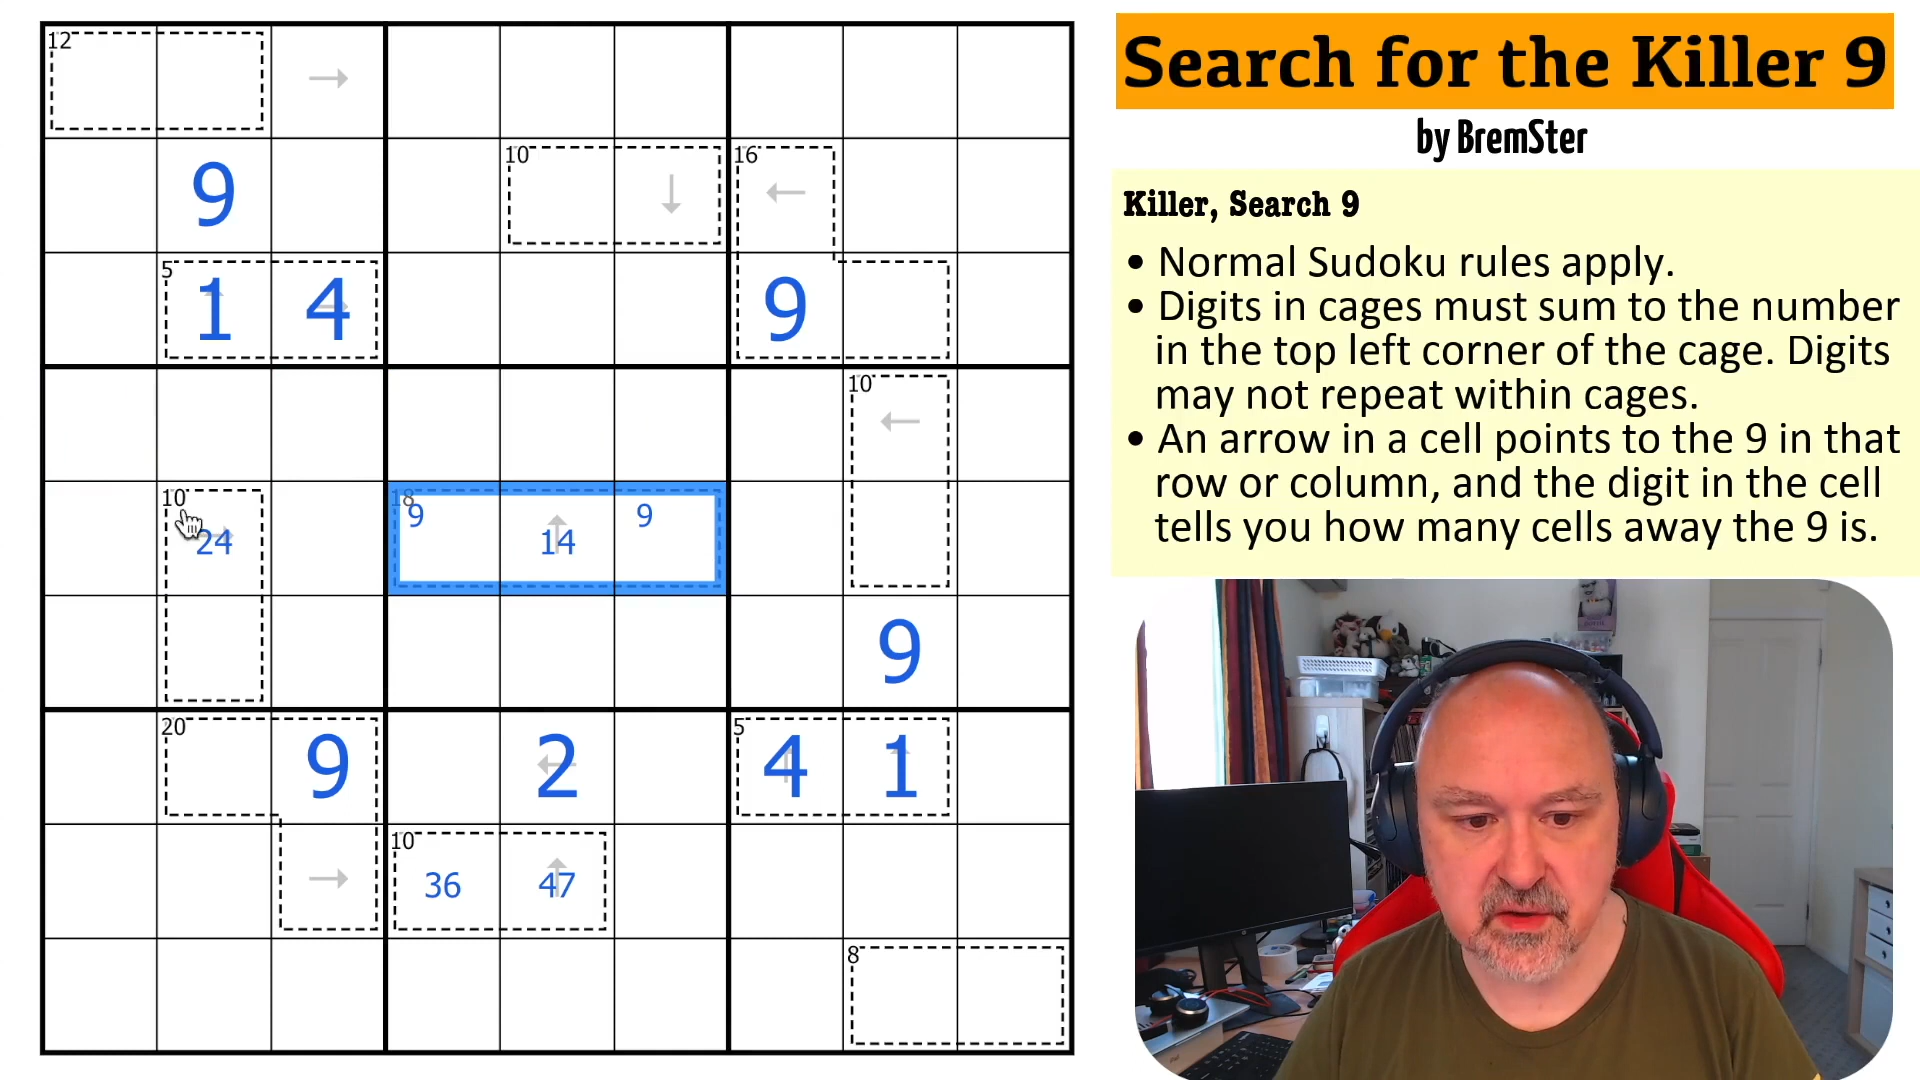 Search for the Killer 9
by BremSter
Killer, Search 9
• Normal Sudoku rules apply.
• Digits in cages must sum to the number
in the top left corner of the cage. Digits
may not repeat within cages.
• An arrow in a cell points to the 9 in that
row or column, and the digit in the cell
tells you how many cells away the 9 is.
12
→
9
10 ↓ 16 ←
5 1 4 9
10 ←
10 24 18 9 14 9
9
20 9 2 5 4 1
→ 10 36 47
8